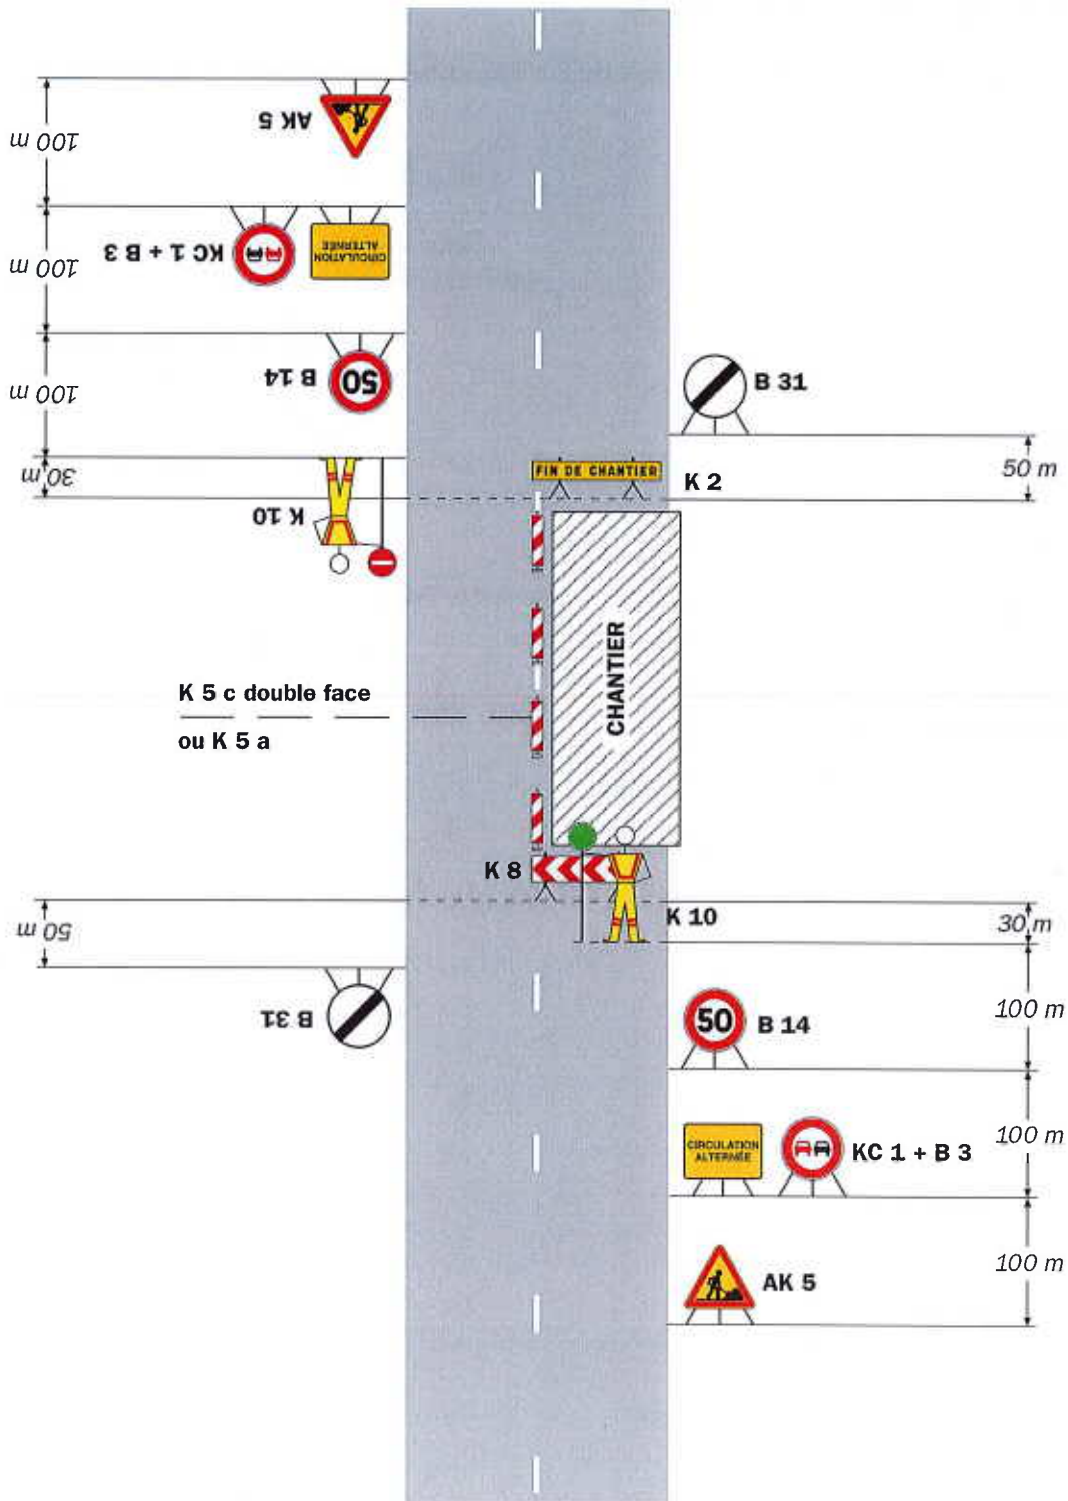 100 m
AK 5
100 m
KC 1 + B 3
CIRCULATION
ALTERNÉE
100 m
B 14
50
B 31
30 m
FIN DE CHANTIER
K 2
50 m
K 10
CHANTIER
K 5 c double face
ou K 5 a
K 8
K 10
30 m
50 m
B 31
50
B 14
100 m
CIRCULATION
ALTERNÉE
KC 1 + B 3
100 m
AK 5
100 m